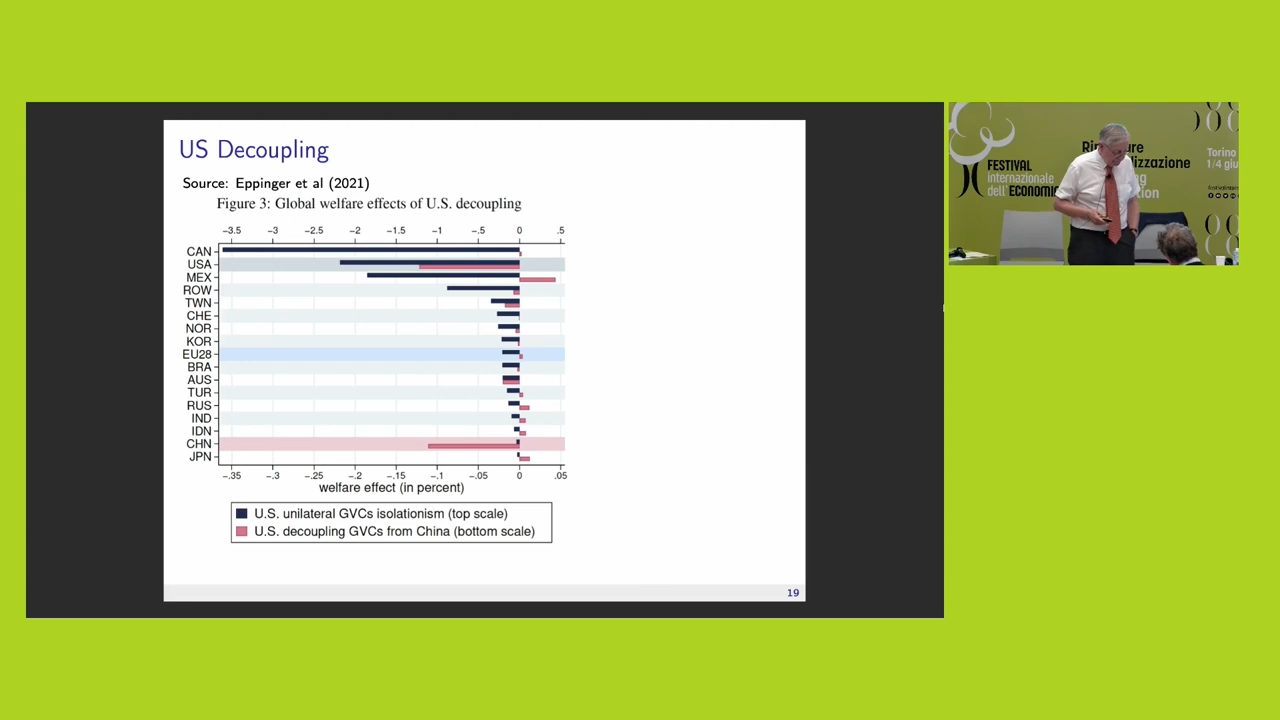 US Decoupling
Source: Eppinger et al (2021)
Figure 3: Global welfare effects of U.S. decoupling
−3.5 −3 −2.5 −2 −1.5 −1 −.5 0 .5
CAN
USA
MEX
ROW
TWN
CHE
NOR
KOR
EU28
BRA
AUS
TUR
RUS
IND
IDN
CHN
JPN
−.35 −.3 −.25 −.2 −.15 −.1 −.05 0 .05
welfare effect (in percent)
U.S. unilateral GVCs isolationism (top scale)
U.S. decoupling GVCs from China (bottom scale)
19
FESTIVAL
internazionale
dell'ECONOMI
Torino
1/4 giu